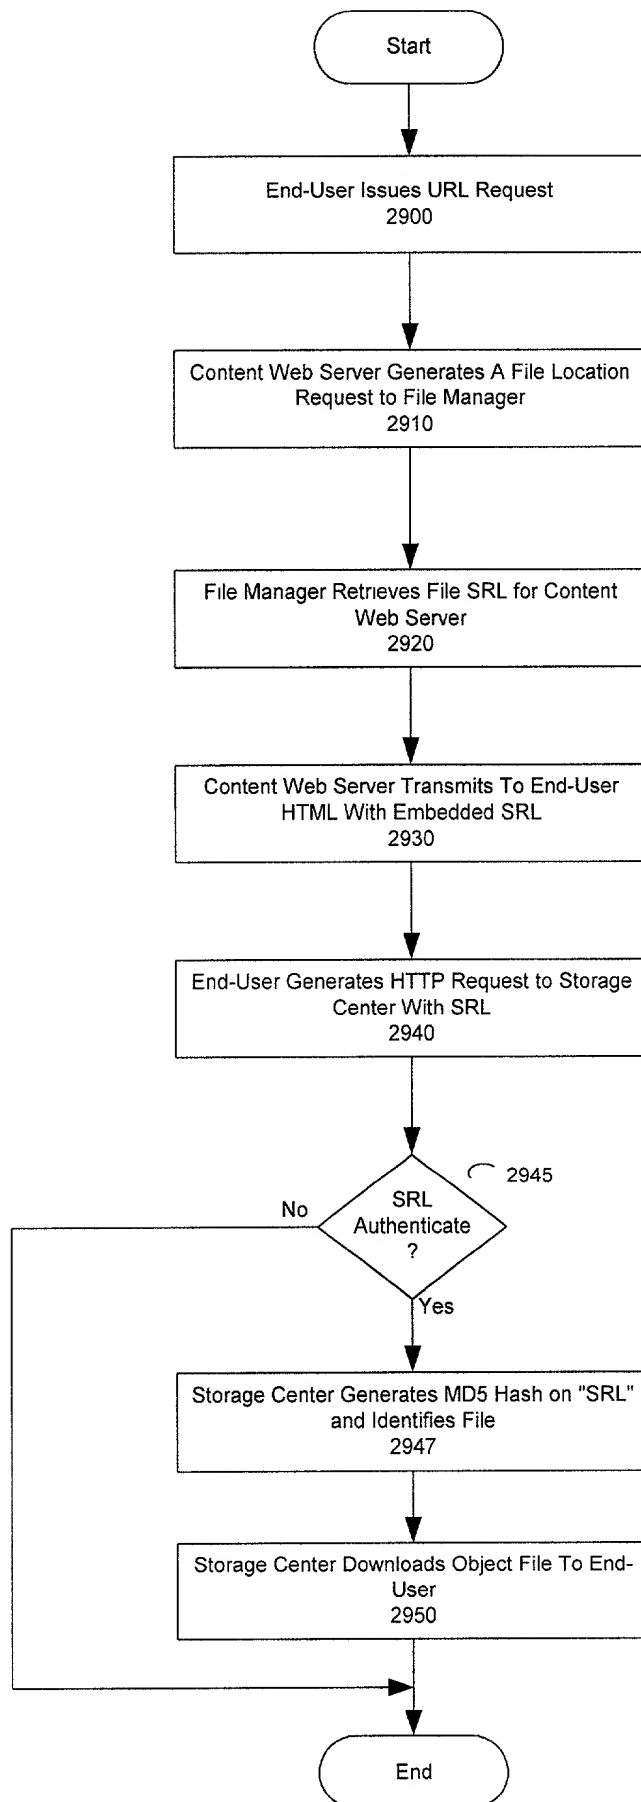 Start
End-User Issues URL Request
2900
Content Web Server Generates A File Location
Request to File Manager
2910
File Manager Retrieves File SRL for Content
Web Server
2920
Content Web Server Transmits To End-User
HTML With Embedded SRL
2930
End-User Generates HTTP Request to Storage
Center With SRL
2940
2945
SRL
Authenticate
?
No
Yes
Storage Center Generates MD5 Hash on "SRL"
and Identifies File
2947
Storage Center Downloads Object File To End-
User
2950
End